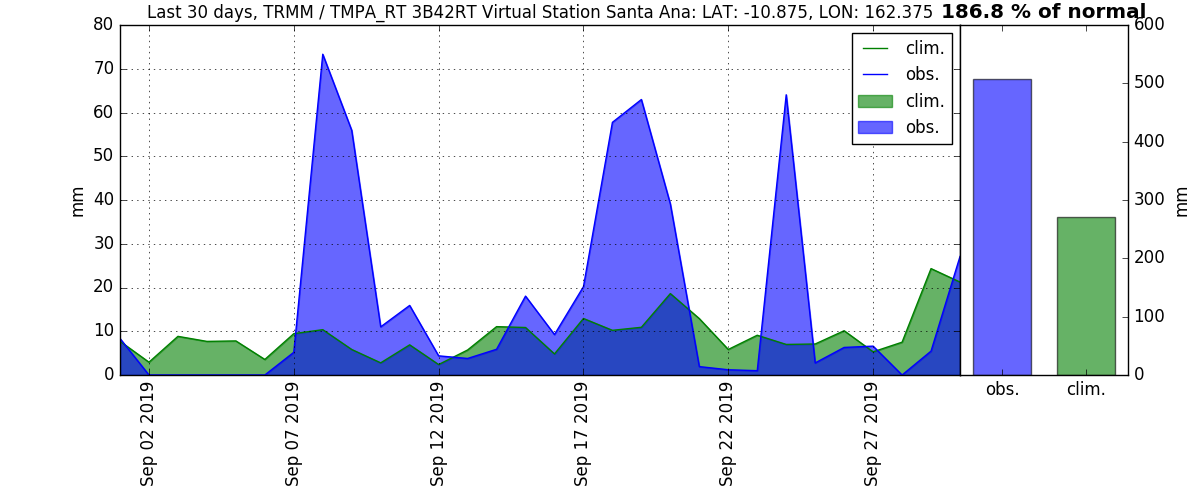 Last 30 days, TRMM / TMPA_RT 3B42RT Virtual Station Santa Ana: LAT: -10.875, LON: 162.375 186.8 % of normal
80
70
60
50
40
30
20
10
0
mm
clim.
obs.
clim.
obs.
Sep 02 2019
Sep 07 2019
Sep 12 2019
Sep 17 2019
Sep 22 2019
Sep 27 2019
600
500
400
300
200
100
0
mm
obs. clim.